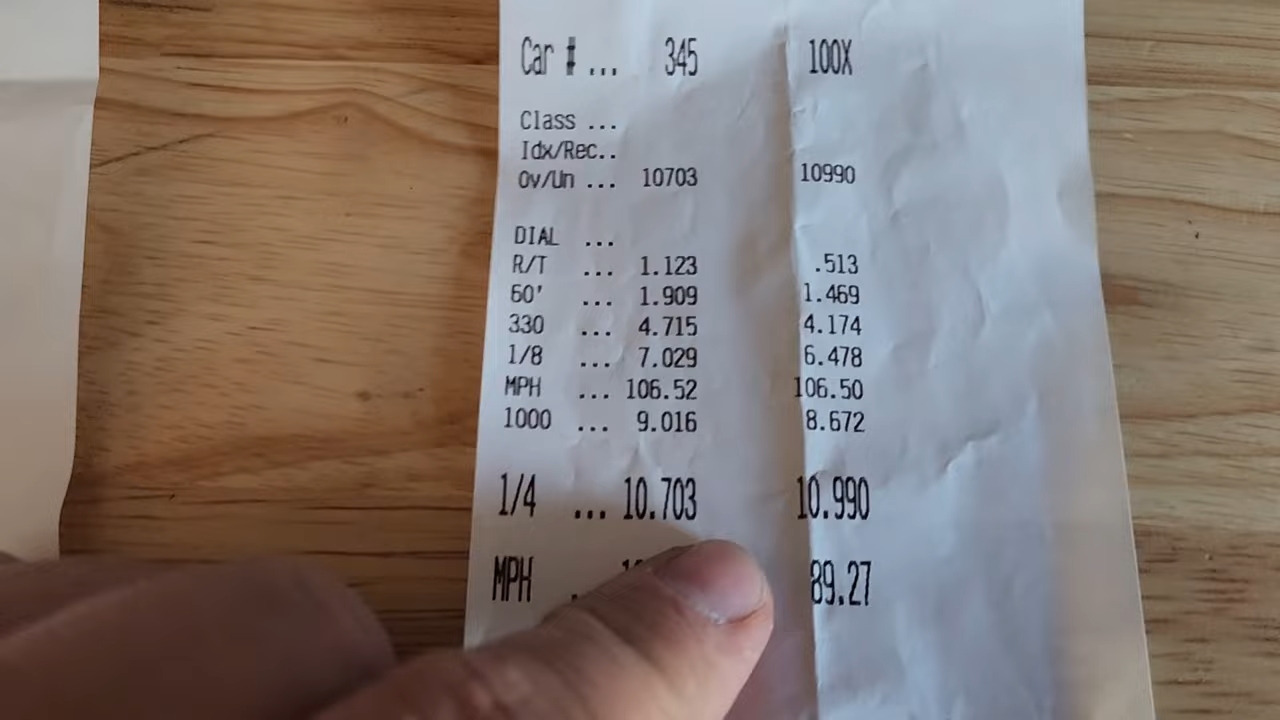 Car # ... 345 100X
Class ...
Idx/Rec..
Ov/Un ... 10703 10990
DIAL ...
R/T ... 1.123 .513
60' ... 1.909 1.469
330 ... 4.715 4.174
1/8 ... 7.029 6.478
MPH ... 106.52 106.50
1000 ... 9.016 8.672
1/4 ... 10.703 10.990
MPH 89.27